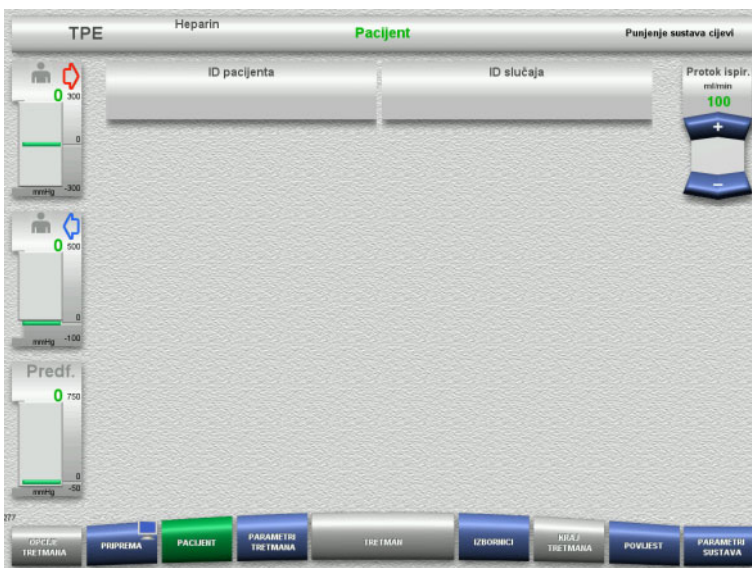 TPE
Heparin
Pacijent
Punjenje sustava cijevi
0 300
0
mmHg -300
ID pacijenta
ID slučaja
Protok ispir.
ml/min
100
+
−
0 500
0
mmHg -100
Predf.
0 750
0
mmHg -50
277
OPCIJE
TRETMANA
PRIPREMA
PACIJENT
PARAMETRI
TRETMANA
TRETMAN
IZBORNICI
KRAJ
TRETMANA
POVIJEST
PARAMETRI
SUSTAVA